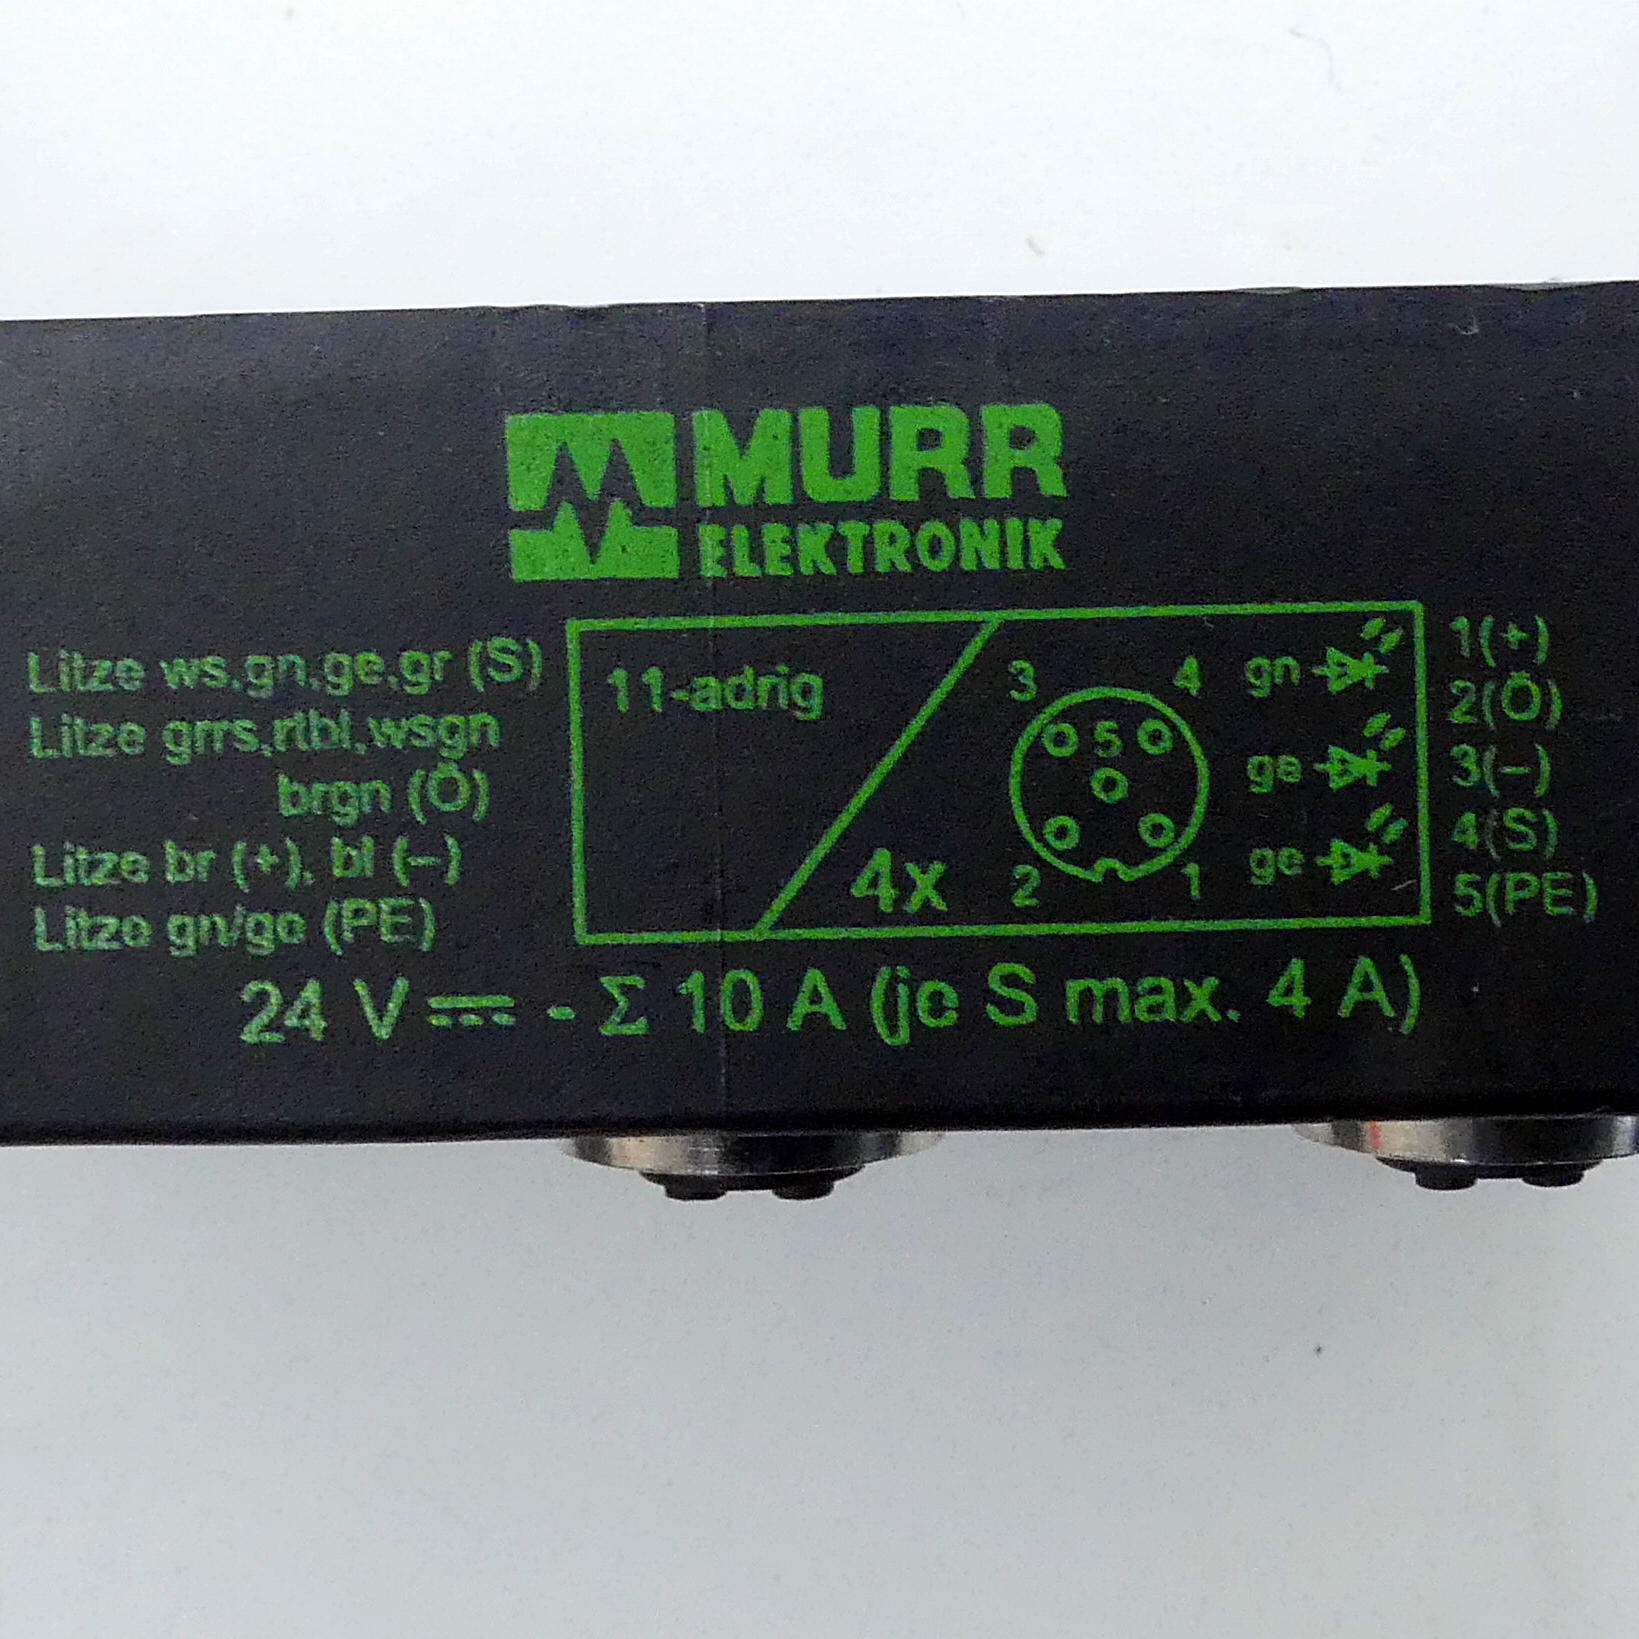 MURR
ELEKTRONIK
Litze ws,gn,ge,gr (S)
Litze grrs,rtbl,wsgn
brgn (Ö)
Litze br (+), bl (–)
Litze gn/ge (PE)
11-adrig
4x
3
4
5
2
1
gn
ge
ge
1(+)
2(Ö)
3(–)
4(S)
5(PE)
24 V ⎓ - Σ 10 A (je S max. 4 A)